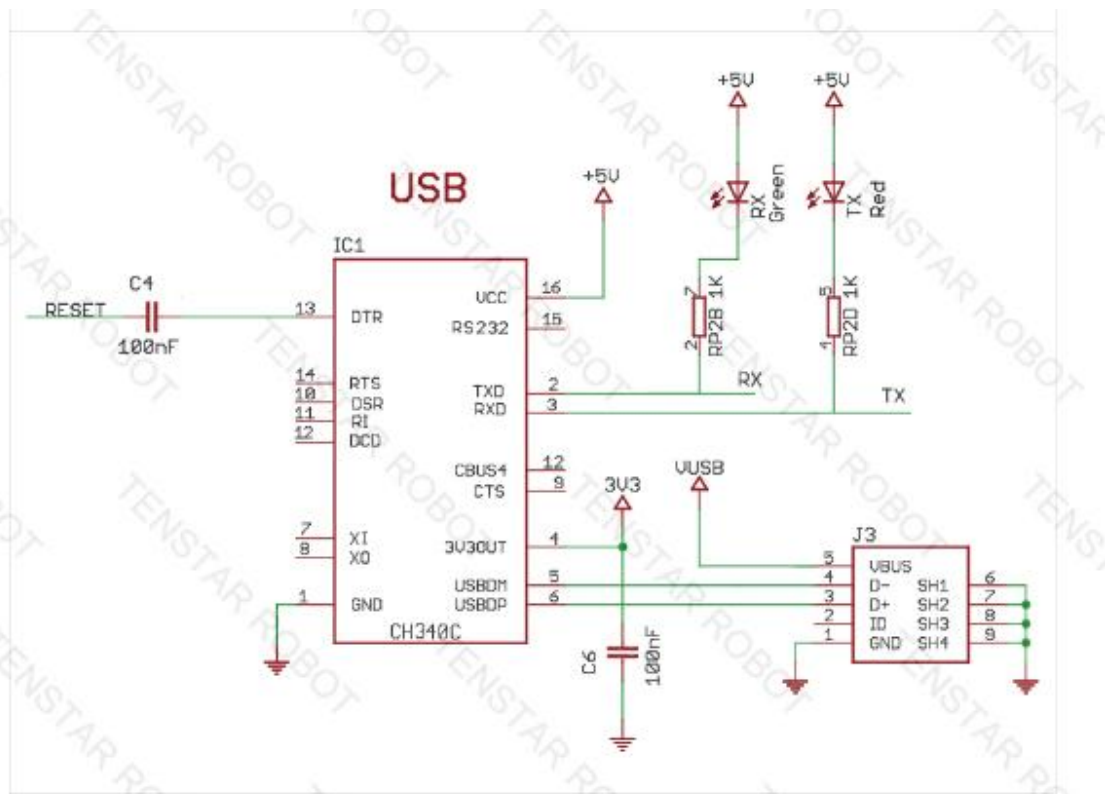 TENSTAR ROBOT
USB
+5V
+5V
+5V
RX
Green
TX
Red
IC1
C4
RESET
100nF
13
DTR
14
RTS
10
DSR
11
RI
12
DCD
7
XI
8
XO
1
GND
CH340C
VCC
16
RS232
15
TXD
2
RXD
3
CBUS4
12
CTS
9
3V3OUT
4
USBDM
5
USBDP
6
7
RP2B 1K
2
5
RP2D 1K
4
RX
TX
3V3
C6
100nF
VUSB
J3
5
VBUS
4
D-
SH1
6
3
D+
SH2
7
2
ID
SH3
8
1
GND
SH4
9